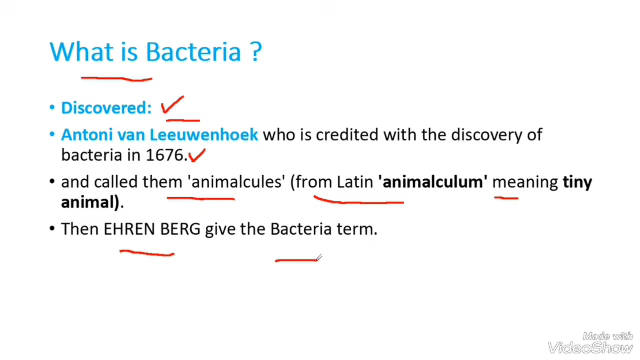 What is Bacteria ?
• Discovered:
• Antoni van Leeuwenhoek who is credited with the discovery of
bacteria in 1676.
• and called them 'animalcules' (from Latin 'animalculum' meaning tiny
animal).
• Then EHREN BERG give the Bacteria term.
Made with
VideoShow